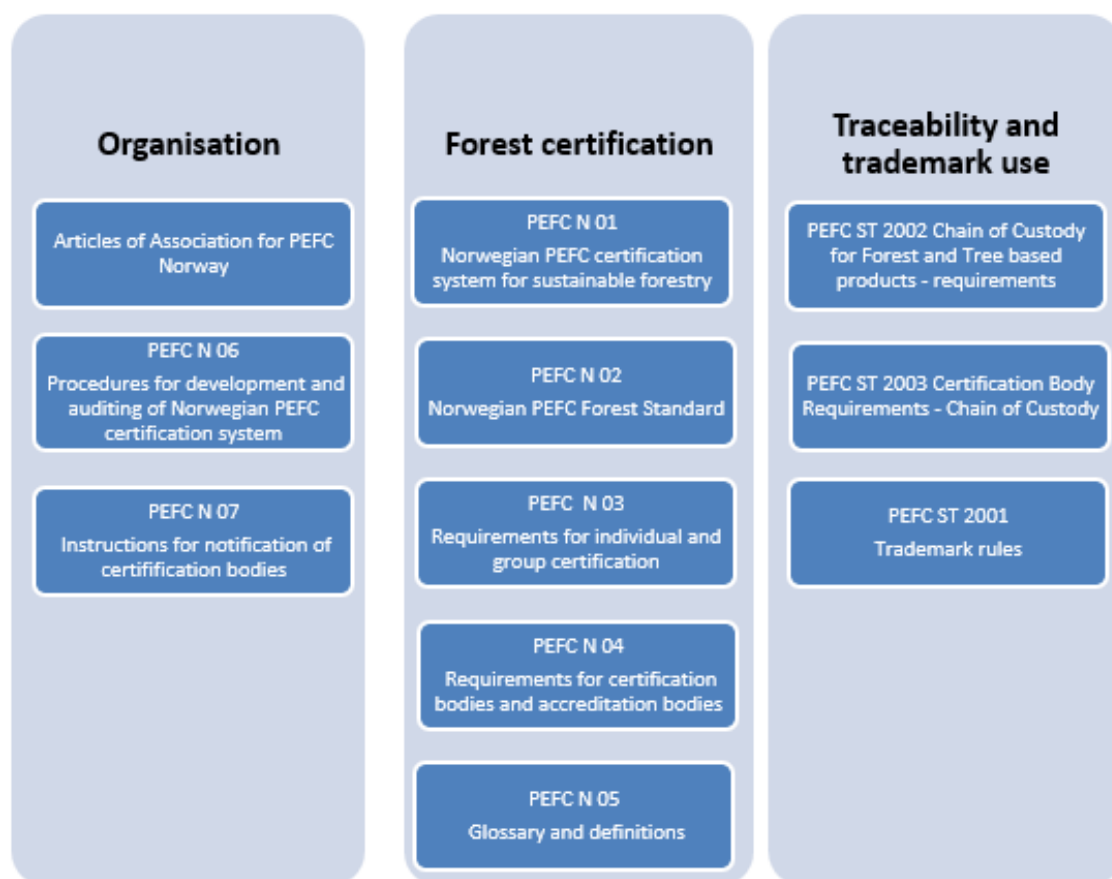 Organisation
Articles of Association for PEFC
Norway
PEFC N 06
Procedures for development and
auditing of Norwegian PEFC
certification system
PEFC N 07
Instructions for notification of
certifification bodies
Forest certification
PEFC N 01
Norwegian PEFC certification
system for sustainable forestry
PEFC N 02
Norwegian PEFC Forest Standard
PEFC N 03
Requirements for individual and
group certification
PEFC N 04
Requirements for certification
bodies and accreditation bodies
PEFC N 05
Glossary and definitions
Traceability and
trademark use
PEFC ST 2002 Chain of Custody
for Forest and Tree based
products - requirements
PEFC ST 2003 Certification Body
Requirements - Chain of Custody
PEFC ST 2001
Trademark rules